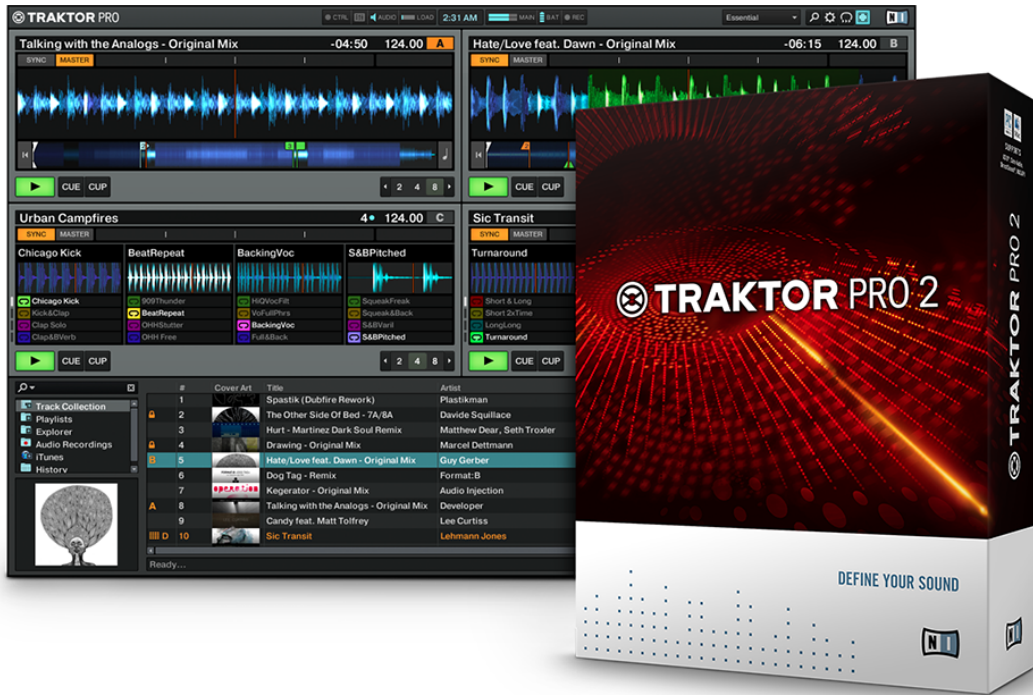 TRAKTOR PRO
CTRL AUDIO LOAD 2:31 AM MAIN BAT REC Essential
Talking with the Analogs - Original Mix -04:50 124.00 A
SYNC MASTER
CUE CUP 2 4 8
Hate/Love feat. Dawn - Original Mix -06:15 124.00 B
SYNC MASTER
CUE CUP
Urban Campfires 4 124.00 C
SYNC MASTER
Chicago Kick BeatRepeat BackingVoc S&BPitched
Chicago Kick 909Thunder HiQVocFilt SqueakFreak
Kick&Clap BeatRepeat VoFullPhrs Squeak&Back
Clap Solo OHHStutter BackingVoc S&BVaril
Clap&BVerb OHH Free Full&Back S&BPitched
CUE CUP 2 4 8
Sic Transit
SYNC MASTER
Turnaround
Short & Long
Short 2xTime
LongLong
Turnaround
CUE CUP
Track Collection
Playlists
Explorer
Audio Recordings
iTunes
History
# Cover Art Title Artist
1 Spastik (Dubfire Rework) Plastikman
2 The Other Side Of Bed - 7A/8A Davide Squillace
3 Hurt - Martinez Dark Soul Remix Matthew Dear, Seth Troxler
4 Drawing - Original Mix Marcel Dettmann
B 5 Hate/Love feat. Dawn - Original Mix Guy Gerber
6 Dog Tag - Remix Format:B
7 Kegerator - Original Mix Audio Injection
A 8 Talking with the Analogs - Original Mix Developer
9 Candy feat. Matt Tolfrey Lee Curtiss
D 10 Sic Transit Lehmann Jones
Ready...
TRAKTOR PRO 2
DEFINE YOUR SOUND
NI
TRAKTOR PRO 2